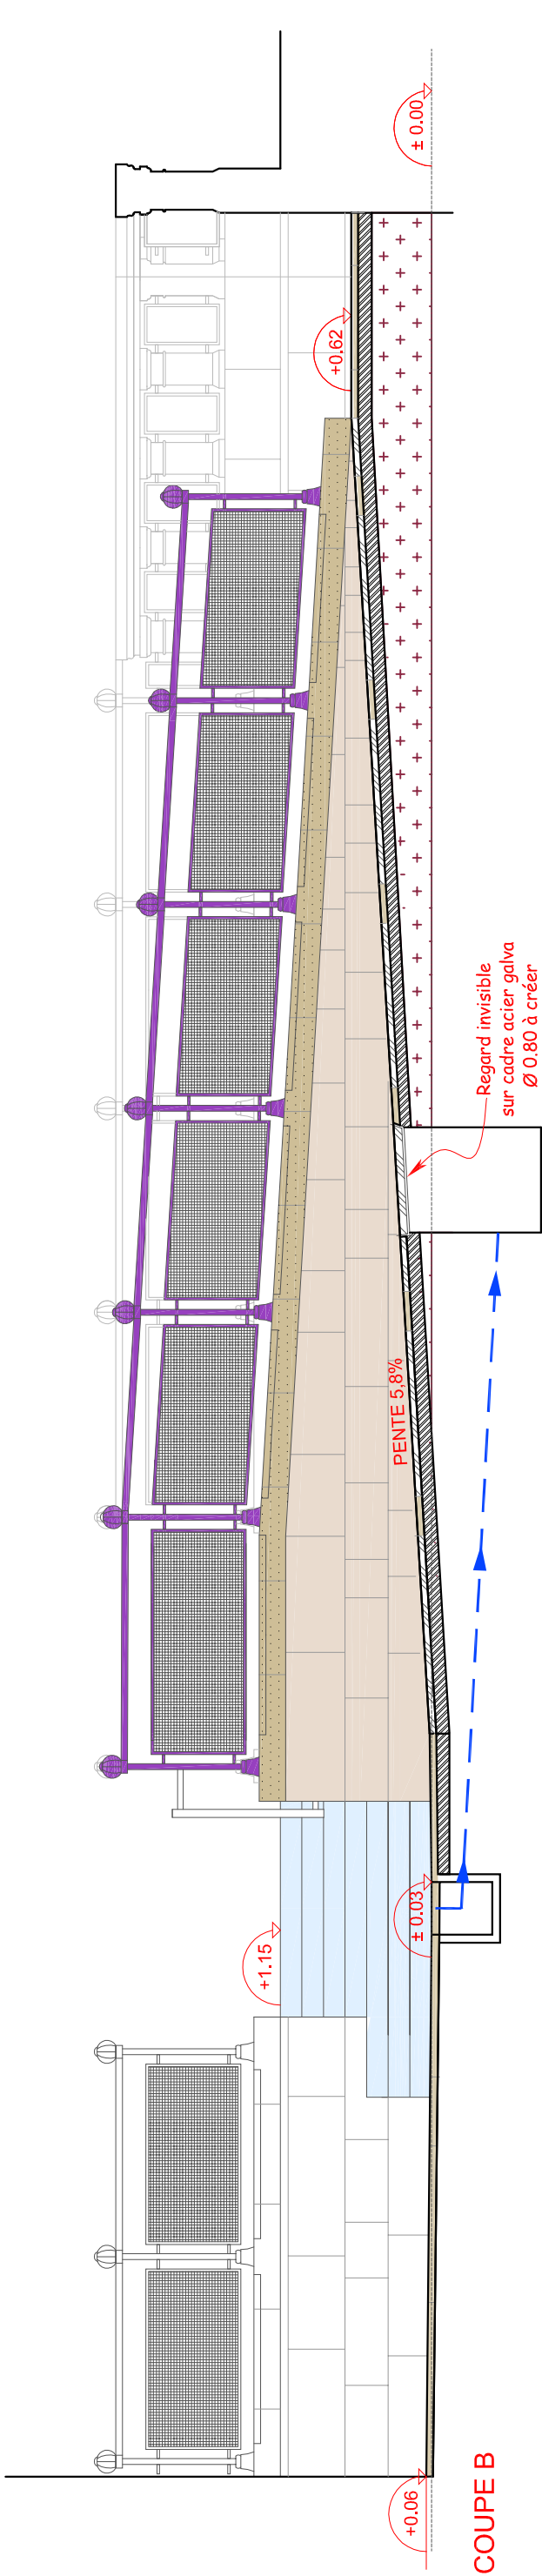 ± 0.00
+0.62
Regard invisible
sur cadre acier galva
Ø 0.80 à créer
PENTE 5,8%
± 0.03
+1.15
+0.06
COUPE B